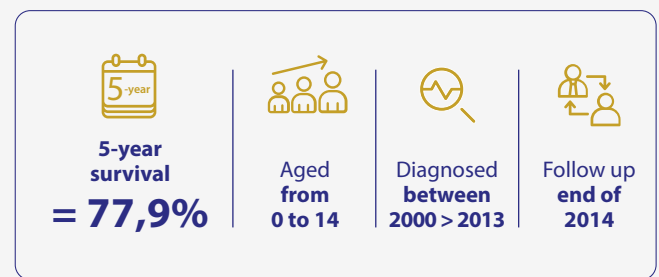 5-year
5-year
survival
= 77,9%
Aged
from
0 to 14
Diagnosed
between
2000 > 2013
Follow up
end of
2014